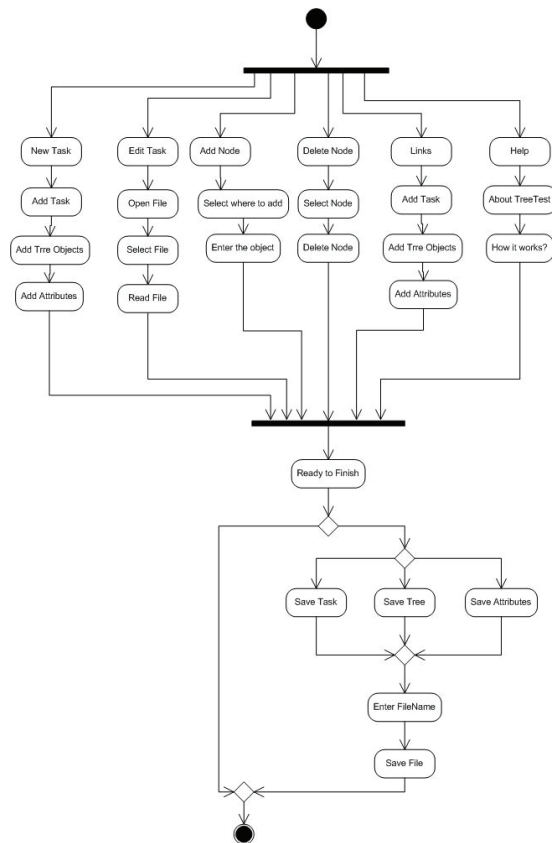 New Task
Edit Task
Add Node
Delete Node
Links
Help
Add Task
Open File
Select where to add
Select Node
Add Task
About TreeTest
Add Trre Objects
Select File
Enter the object
Delete Node
Add Trre Objects
How it works?
Add Attributes
Read File
Add Attributes
Ready to Finish
Save Task
Save Tree
Save Attributes
Enter FileName
Save File